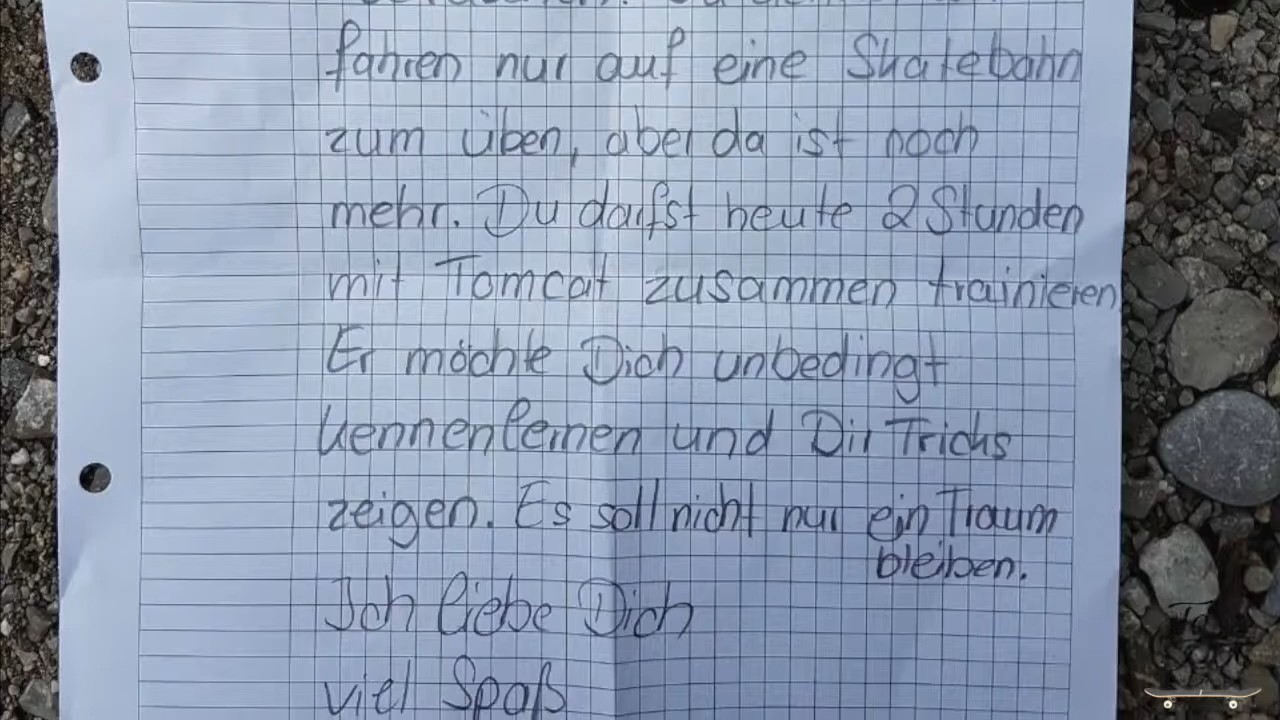 fahren nur auf eine Skatebahn
zum üben, aber da ist noch
mehr. Du darfst heute 2 Stunden
mit Tomcat zusammen trainieren
Er möchte Dich unbedingt
kennenlernen und Dir Tricks
zeigen. Es soll nicht nur ein Traum
bleiben.
Ich liebe Dich
viel Spaß